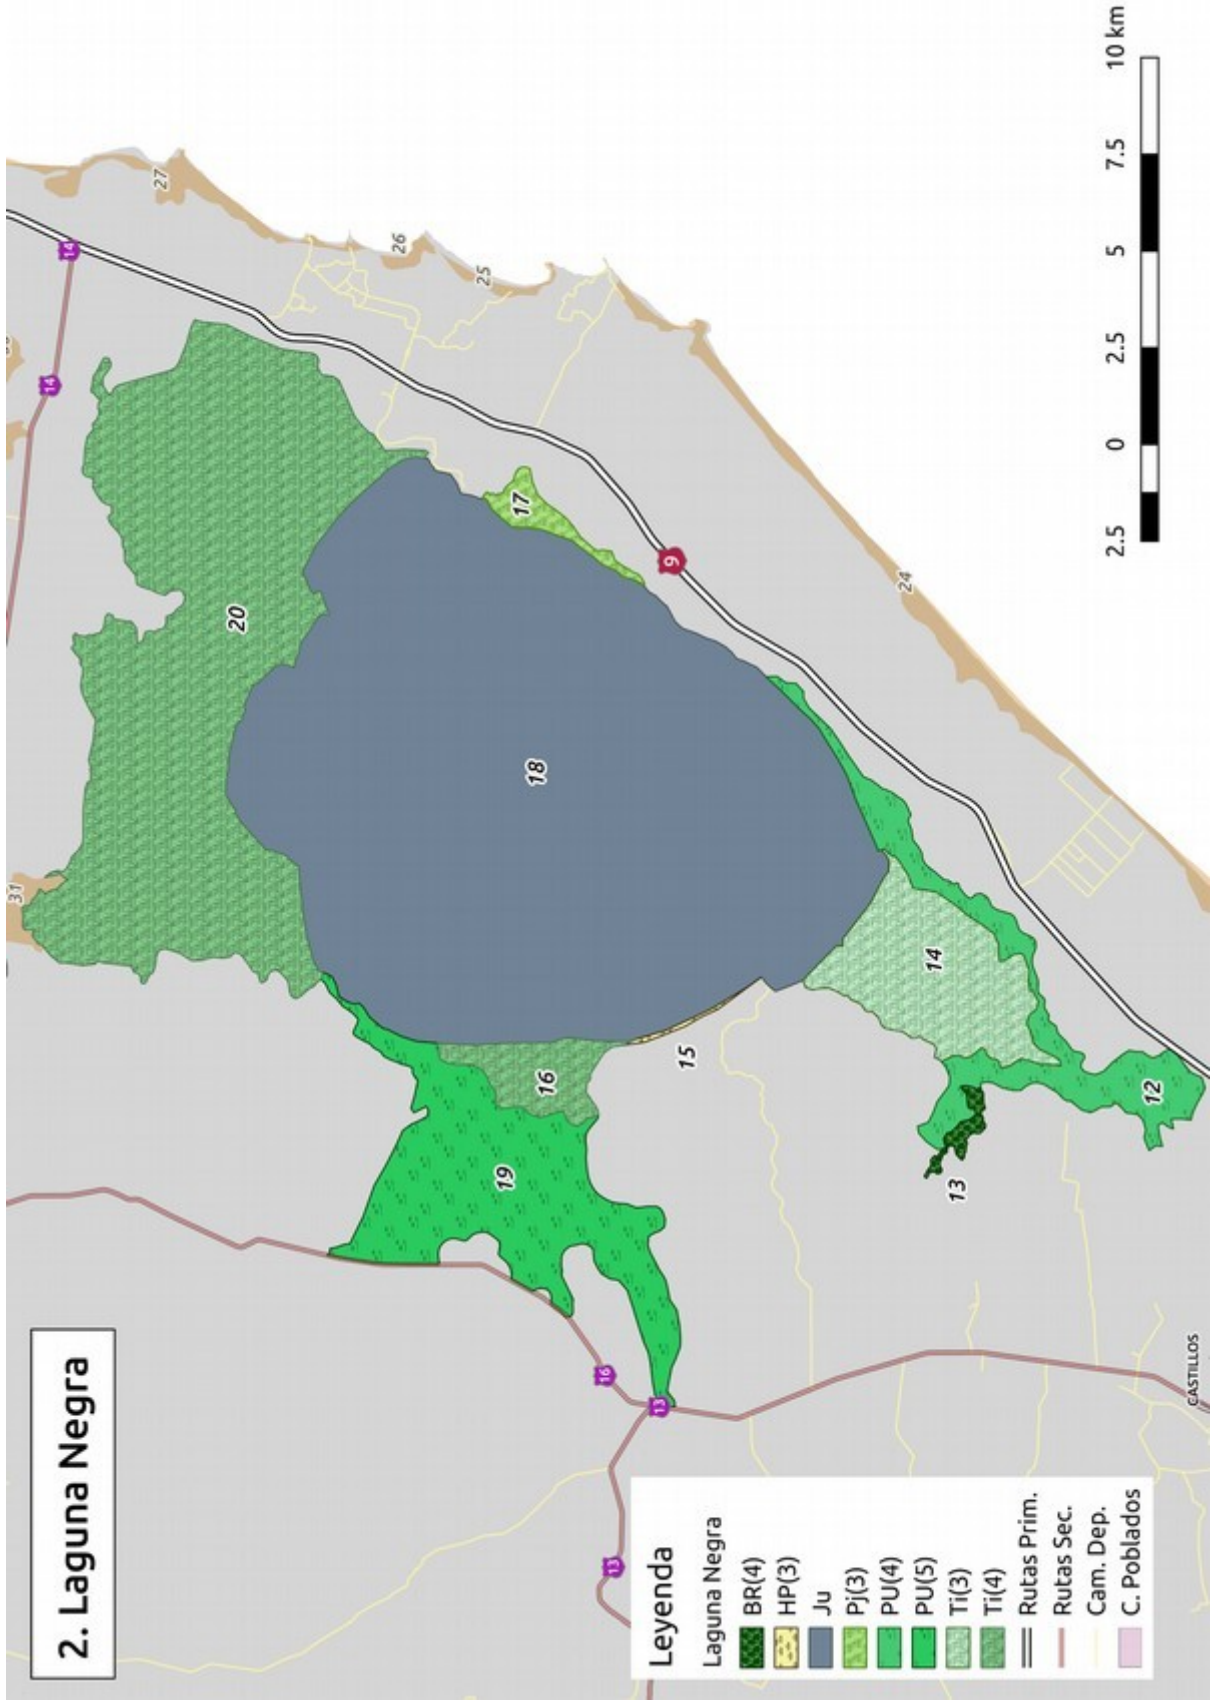 2. Laguna Negra
14
14
27
26
25
20
31
17
9
18
24
16
15
14
19
12
13
16
13
13
CASTILLOS
Leyenda
Laguna Negra
BR(4)
HP(3)
Ju
Pj(3)
PU(4)
PU(5)
Ti(3)
Ti(4)
Rutas Prim.
Rutas Sec.
Cam. Dep.
C. Poblados
2.5 0 2.5 5 7.5 10 km